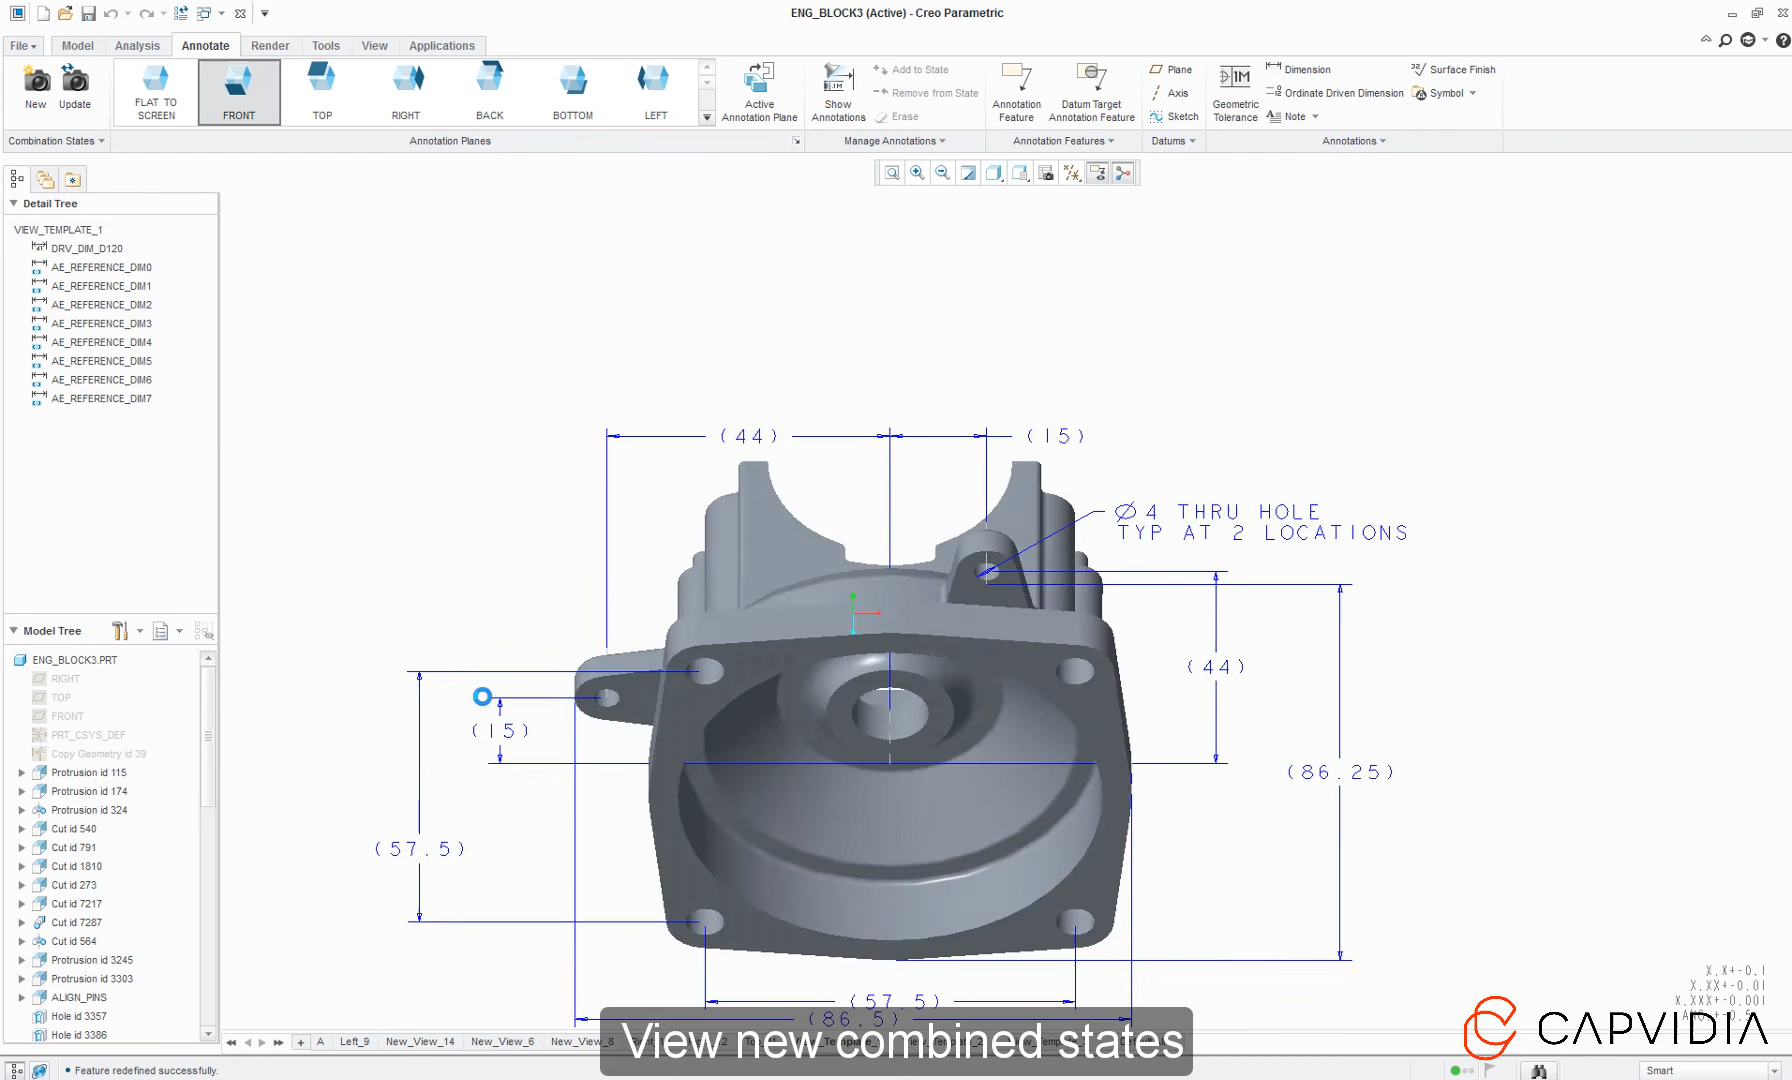 ENG_BLOCK3 (Active) - Creo Parametric
File
Model
Analysis
Annotate
Render
Tools
View
Applications
New
Update
FLAT TO SCREEN
FRONT
TOP
RIGHT
BACK
BOTTOM
LEFT
Active Annotation Plane
Show Annotations
Add to State
Remove from State
Erase
Annotation Feature
Datum Target Annotation Feature
Plane
Axis
Sketch
Geometric Tolerance
Dimension
Ordinate Driven Dimension
Note
Surface Finish
Symbol
Combination States
Annotation Planes
Manage Annotations
Annotation Features
Datums
Annotations
Detail Tree
VIEW_TEMPLATE_1
DRV_DIM_D120
AE_REFERENCE_DIM0
AE_REFERENCE_DIM1
AE_REFERENCE_DIM2
AE_REFERENCE_DIM3
AE_REFERENCE_DIM4
AE_REFERENCE_DIM5
AE_REFERENCE_DIM6
AE_REFERENCE_DIM7
Model Tree
ENG_BLOCK3.PRT
RIGHT
TOP
FRONT
PRT_CSYS_DEF
Copy Geometry id 39
Protrusion id 115
Protrusion id 174
Protrusion id 324
Cut id 540
Cut id 791
Cut id 1810
Cut id 273
Cut id 7217
Cut id 7287
Cut id 564
Protrusion id 3245
Protrusion id 3303
ALIGN_PINS
Hole id 3357
Hole id 3386
(44)
(15)
Ø4 THRU HOLE
TYP AT 2 LOCATIONS
(44)
(15)
(86.25)
(57.5)
(57.5)
(86.5)
X.X+-0.1
X.XX+-0.01
X.XXX+-0.001
CAPVIDIA
View new combined states
A
Left_9
New_View_14
New_View_6
New_View_8
Feature redefined successfully.
Smart